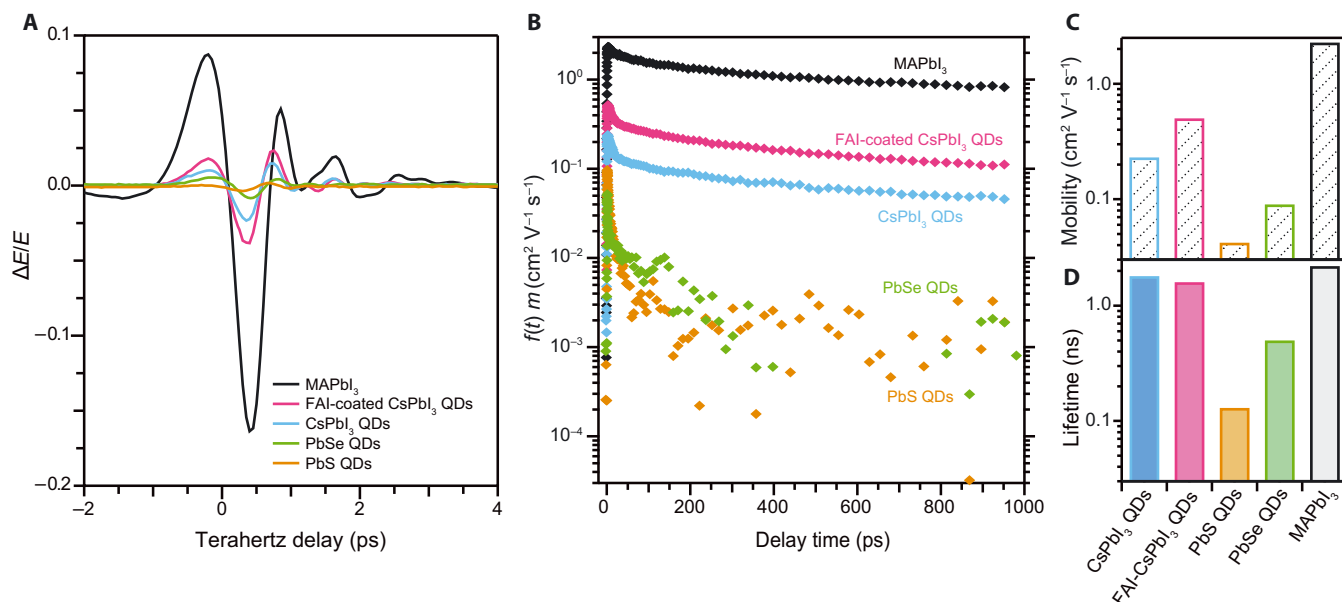 A
0.1
0.0
−0.1
−0.2
ΔE/E
−2
0
2
4
Terahertz delay (ps)
MAPbI₃
FAI-coated CsPbI₃ QDs
CsPbI₃ QDs
PbSe QDs
PbS QDs
B
10⁰
10⁻¹
10⁻²
10⁻³
10⁻⁴
f(t) m (cm² V⁻¹ s⁻¹)
MAPbI₃
FAI-coated CsPbI₃ QDs
CsPbI₃ QDs
PbSe QDs
PbS QDs
0
200
400
600
800
1000
Delay time (ps)
C
1.0
0.1
Mobility (cm² V⁻¹ s⁻¹)
D
1.0
0.1
Lifetime (ns)
CsPbI₃ QDs
FAI-CsPbI₃ QDs
PbS QDs
PbSe QDs
MAPbI₃